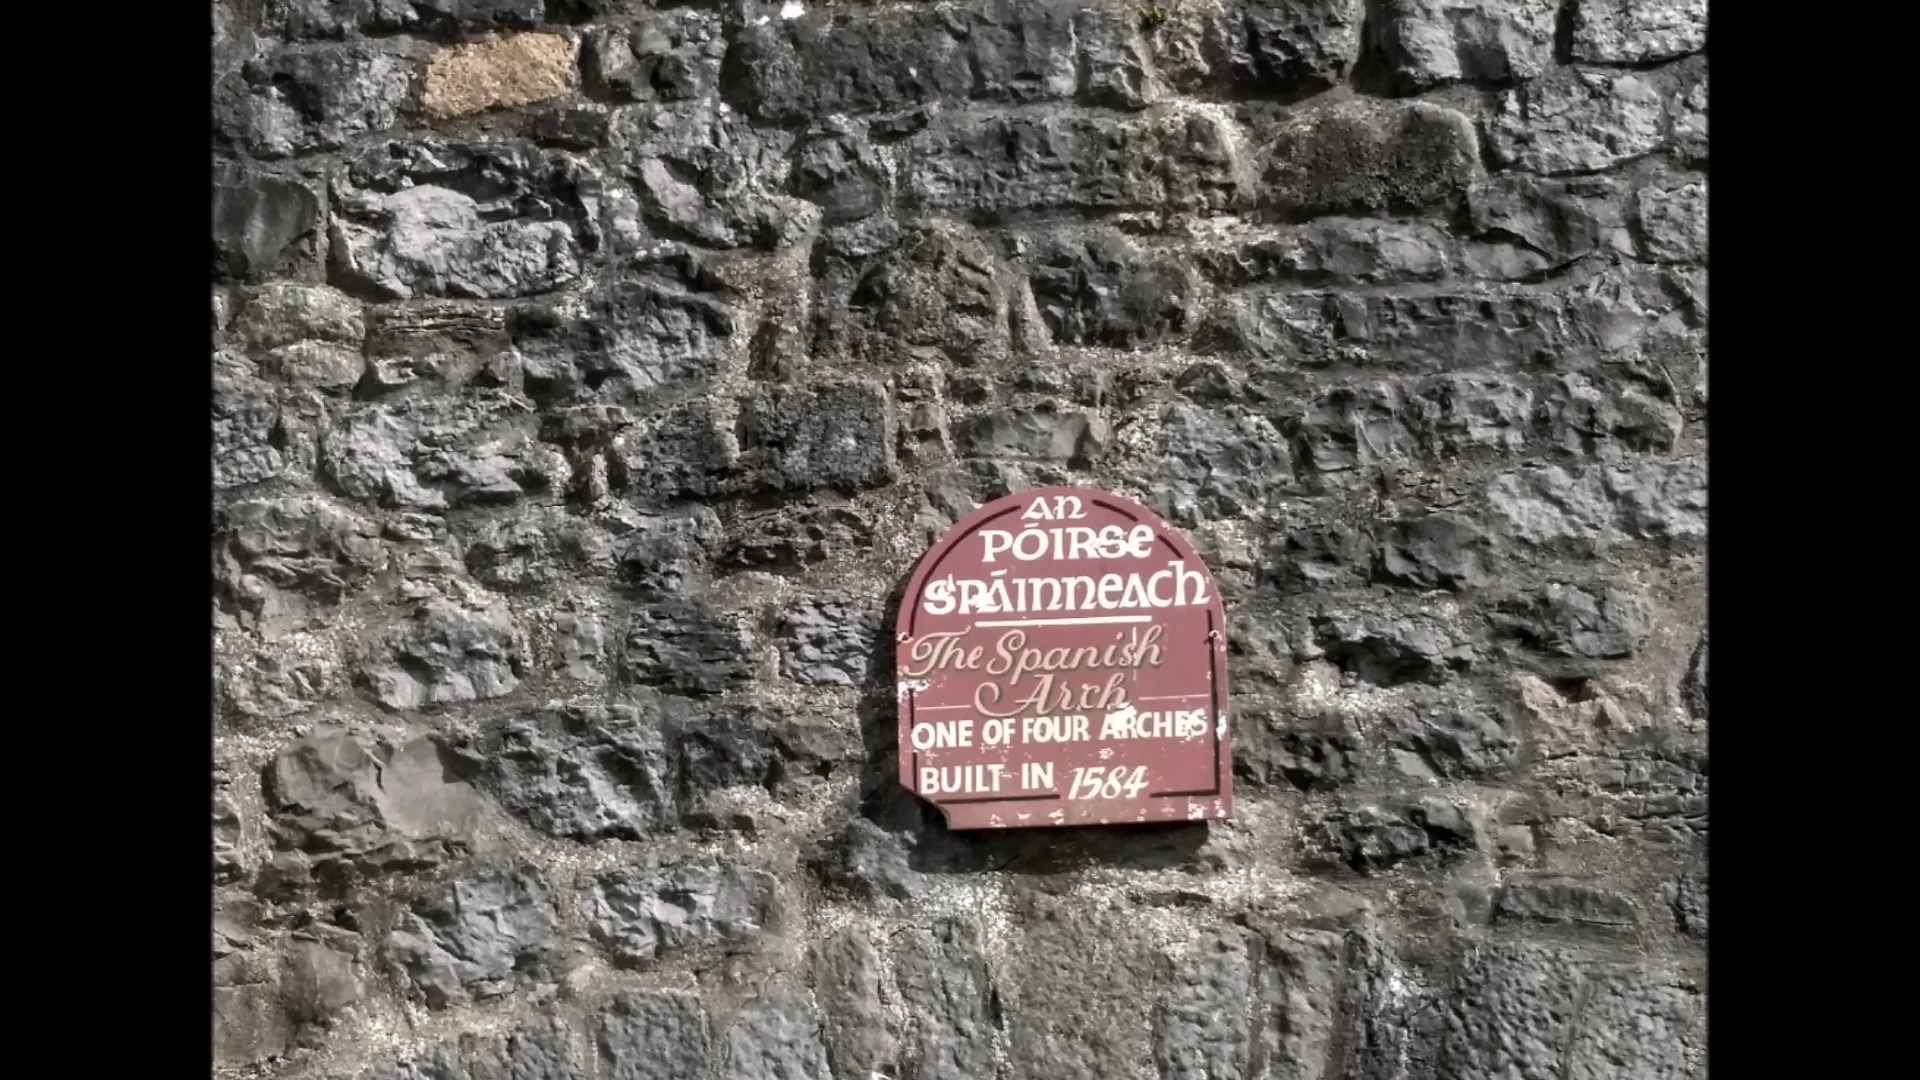 An
PÓIRSE
SPÁINNEACH
The Spanish
Arch
ONE OF FOUR ARCHES
BUILT IN 1584